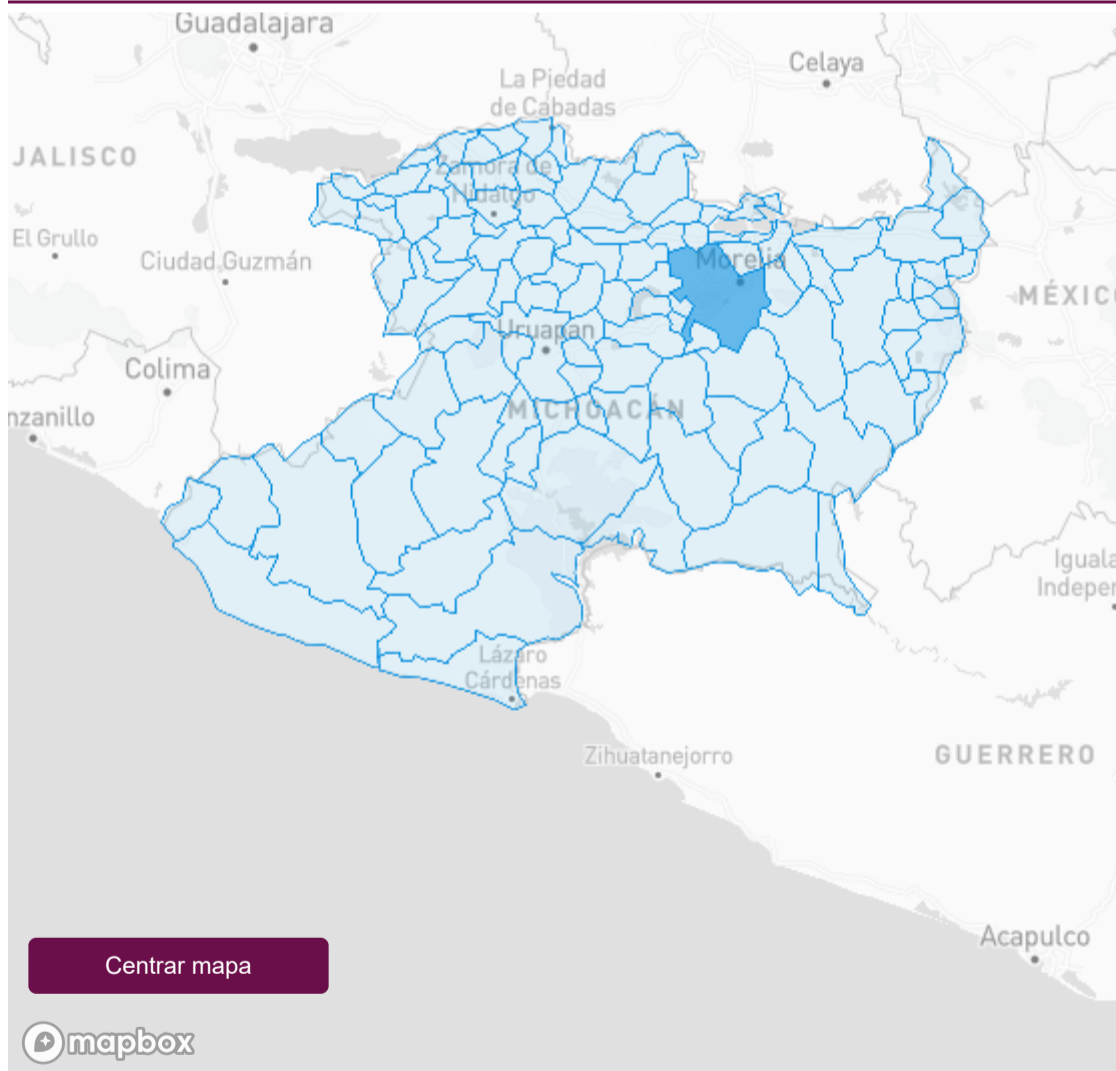 Guadalajara
Celaya
La Piedad
de Cabadas
JALISCO
Zamora de
Hidalgo
El Grullo
Ciudad Guzmán
Morelia
MÉXICO
Uruapan
Colima
MICHOACÁN
nzanillo
Iguala
Indeper
Lázaro
Cárdenas
Zihuatanejorro
GUERRERO
Acapulco
Centrar mapa
mapbox